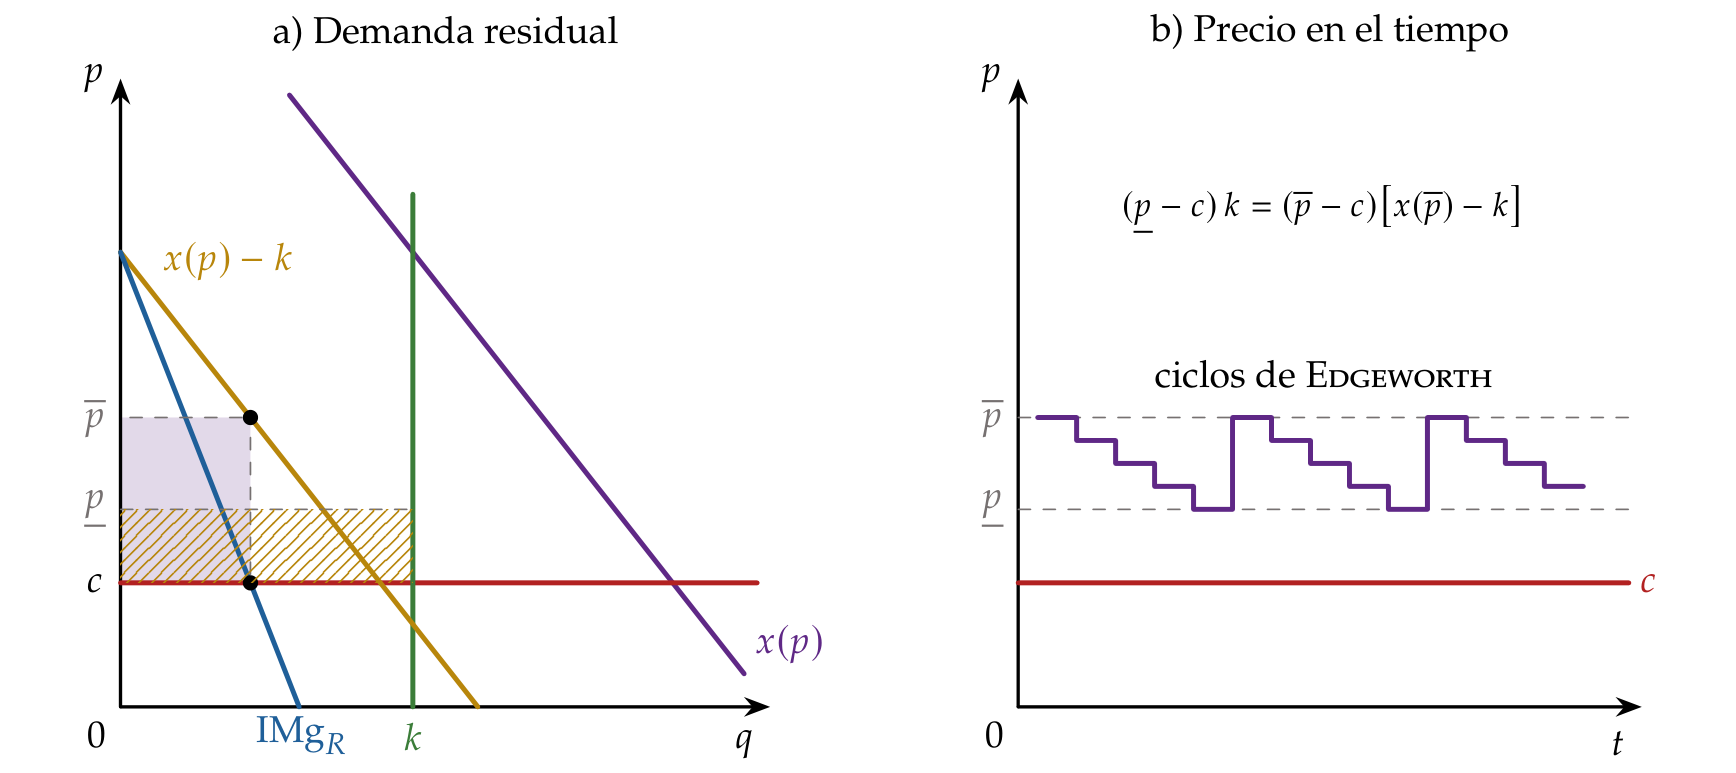 a) Demanda residual
p
x(p) − k
p̅
p̲
c
x(p)
0
IMg_R
k
q
b) Precio en el tiempo
p
(p̲ − c) k = (p̅ − c)[x(p̅) − k]
ciclos de EDGEWORTH
p̅
p̲
c
0
t